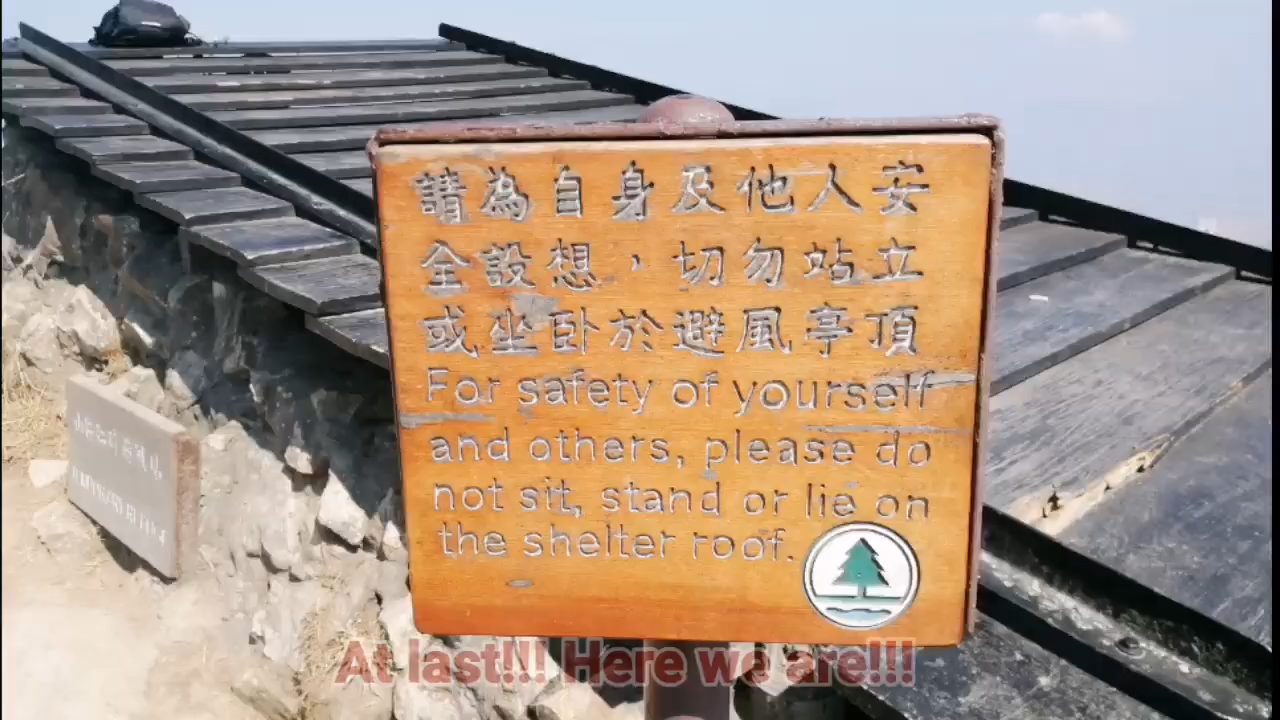 請為自身及他人安
全設想，切勿站立
或坐卧於避風亭頂
For safety of yourself
and others, please do
not sit, stand or lie on
the shelter roof.
At last!!! Here we are!!!